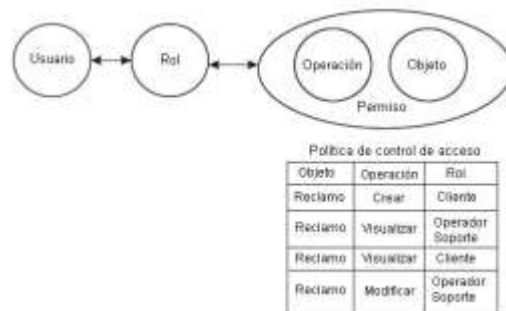 Usuario
Rol
Operación
Objeto
Permiso
Política de control de acceso
Objeto Operación Rol
Reclamo Crear Cliente
Reclamo Visualizar Operador
Soporte
Reclamo Visualizar Cliente
Reclamo Modificar Operador
Soporte